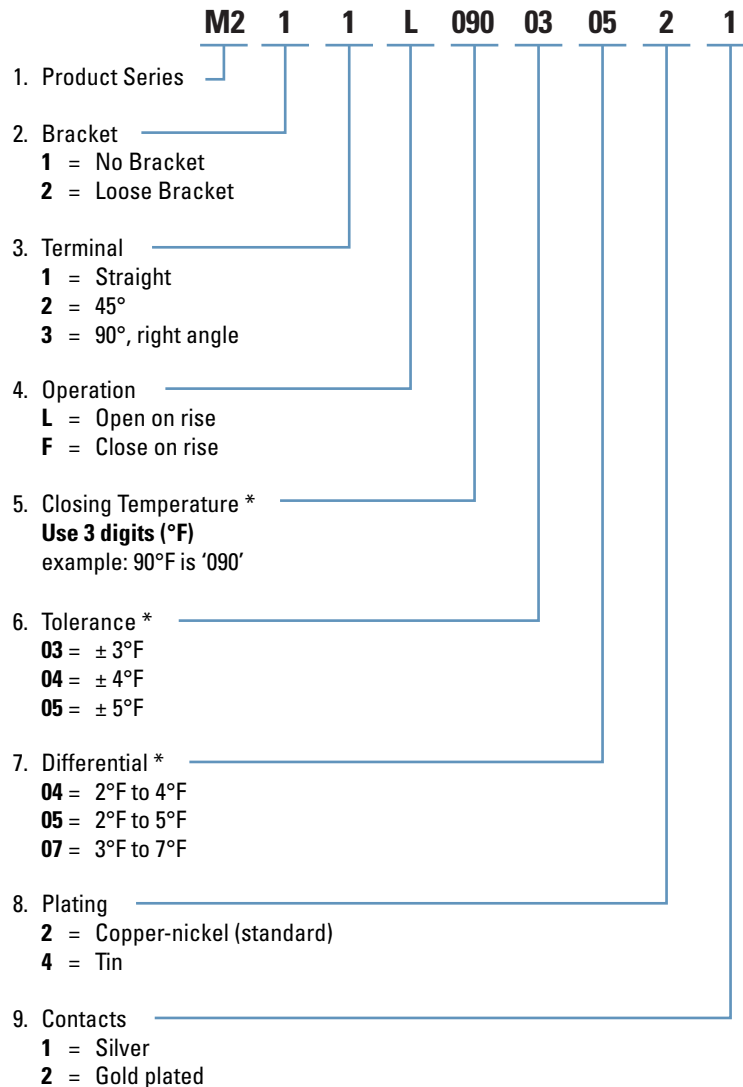 M2 1 1 L 090 03 05 2 1
1. Product Series
2. Bracket
1 = No Bracket
2 = Loose Bracket
3. Terminal
1 = Straight
2 = 45°
3 = 90°, right angle
4. Operation
L = Open on rise
F = Close on rise
5. Closing Temperature *
Use 3 digits (°F)
example: 90°F is ‘090’
6. Tolerance *
03 = ± 3°F
04 = ± 4°F
05 = ± 5°F
7. Differential *
04 = 2°F to 4°F
05 = 2°F to 5°F
07 = 3°F to 7°F
8. Plating
2 = Copper-nickel (standard)
4 = Tin
9. Contacts
1 = Silver
2 = Gold plated